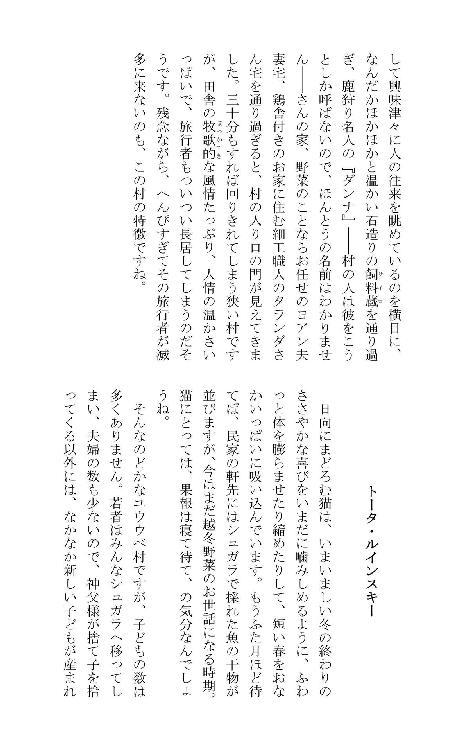 して興味津々に人の往来を眺めているのを横目に、
なんだかほかほかと温かい石造りの飼料蔵を通り過
ぎ、鹿狩り名人の『ダンナ』――村の人は彼をこう
としか呼ばないので、ほんとうの名前はわかりませ
ん――さんの家、野菜のことならお任せのヨアン夫
妻宅、鶏舎付きのお家に住む細工職人のタランダさ
ん宅を通り過ぎると、村の入り口の門が見えてきま
した。三十分もすれば回りきれてしまう狭い村です
が、田舎の牧歌的な風情たっぷり、人情の温かさい
っぱいで、旅行者もついつい長居してしまうのだそ
うです。残念ながら、へんぴすぎてその旅行者が滅
多に来ないのも、この村の特徴ですね。
トータ・ルインスキー
日向にまどろむ猫は、いまいましい冬の終わりの
ささやかな喜びをいまだに噛みしめるように、ふわ
っと体を膨らませたり縮めたりして、短い春をおな
かいっぱいに吸い込んでいます。もうふた月ほど待
てば、民家の軒先にはシュガラで採れた魚の干物が
並びますが、今はまだ越冬野菜のお世話になる時期。
猫にとっては、果報は寝て待て、の気分なんでしょ
うね。
そんなのどかなユウウべ村ですが、子どもの数は
多くありません。若者はみんなシュガラへ移ってし
まい、夫婦の数も少ないので、神父様が捨て子を拾
ってくる以外には、なかなか新しい子どもが産まれ